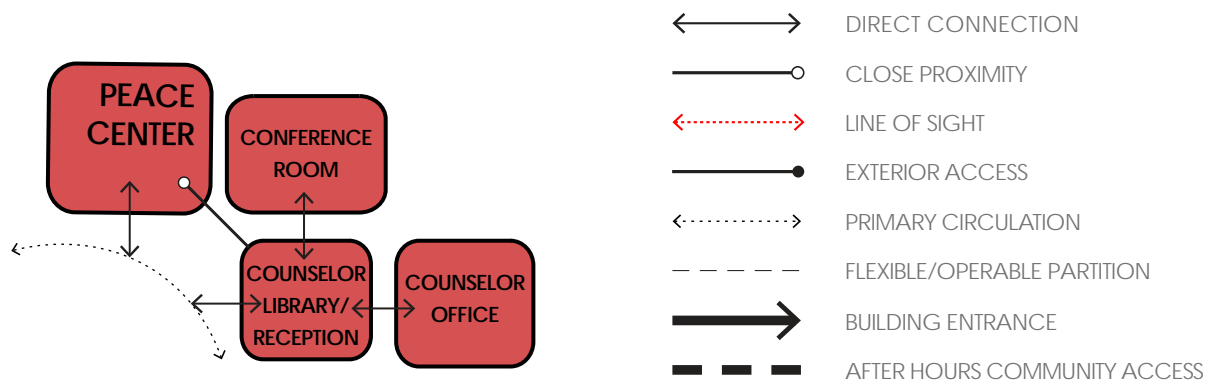 PEACE
CENTER
CONFERENCE
ROOM
COUNSELOR
LIBRARY/
RECEPTION
COUNSELOR
OFFICE
DIRECT CONNECTION
CLOSE PROXIMITY
LINE OF SIGHT
EXTERIOR ACCESS
PRIMARY CIRCULATION
FLEXIBLE/OPERABLE PARTITION
BUILDING ENTRANCE
AFTER HOURS COMMUNITY ACCESS